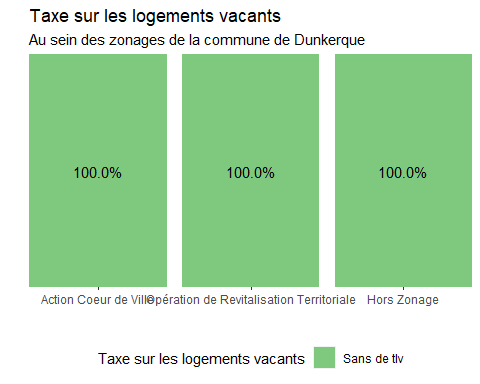 Taxe sur les logements vacants
Au sein des zonages de la commune de Dunkerque
100.0% 100.0% 100.0%
Action Coeur de Ville Opération de Revitalisation Territoriale Hors Zonage
Taxe sur les logements vacants Sans de tlv